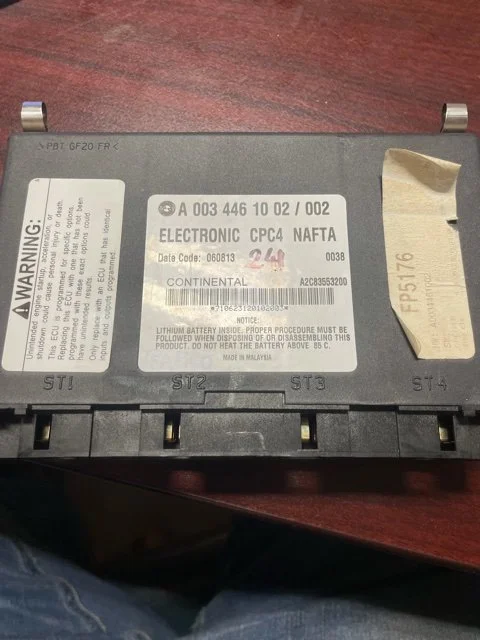 >PBT GF20 FR<
WARNING:
Unintended engine startup, acceleration, or
shutdown could cause personal injury or death.
This ECU is programmed for specific options.
Replacing this ECU with one that has not been
programmed with these exact options could
have unintended results.
Only replace with an ECU that has identical
inputs and outputs programmed.
A 003 446 10 02 / 002
ELECTRONIC CPC4 NAFTA
Date Code: 060813 24 0038
CONTINENTAL A2C83553200
*710623120102003*
NOTICE:
LITHIUM BATTERY INSIDE. PROPER PROCEDURE MUST BE
FOLLOWED WHEN DISPOSING OF OR DISASSEMBLING THIS
PRODUCT. DO NOT HEAT THE BATTERY ABOVE 85 C.
MADE IN MALAYSIA
FP5176
ST1 ST2 ST3 ST4